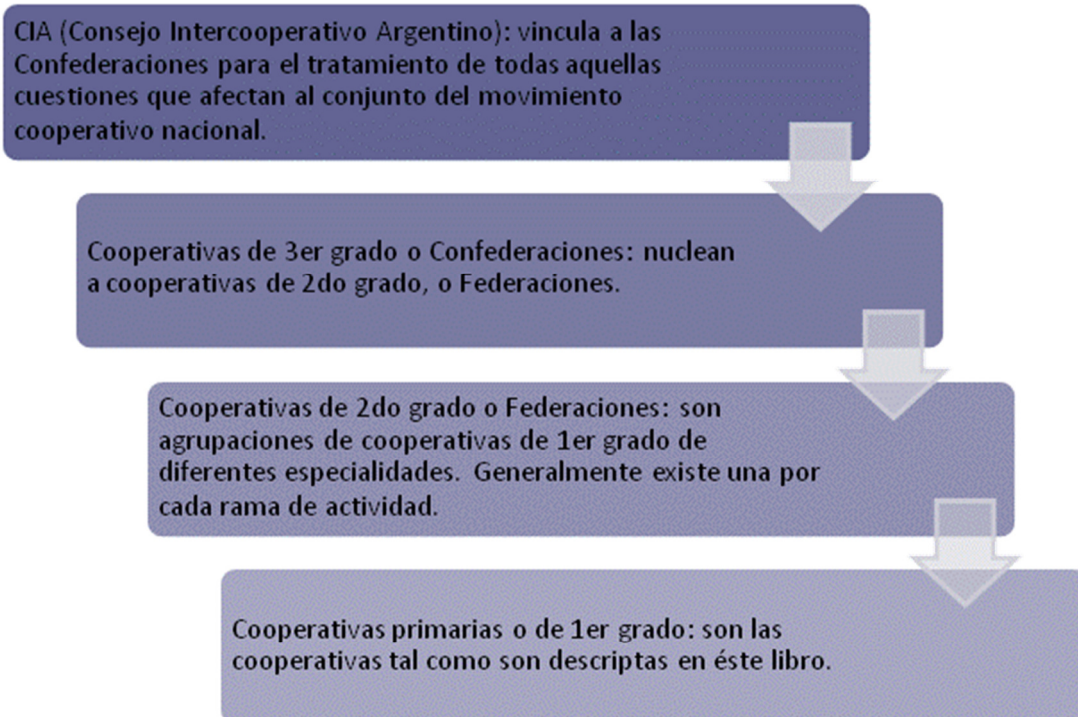 CIA (Consejo Intercooperativo Argentino): vincula a las
Confederaciones para el tratamiento de todas aquellas
cuestiones que afectan al conjunto del movimiento
cooperativo nacional.
Cooperativas de 3er grado o Confederaciones: nuclean
a cooperativas de 2do grado, o Federaciones.
Cooperativas de 2do grado o Federaciones: son
agrupaciones de cooperativas de 1er grado de
diferentes especialidades. Generalmente existe una por
cada rama de actividad.
Cooperativas primarias o de 1er grado: son las
cooperativas tal como son descriptas en éste libro.